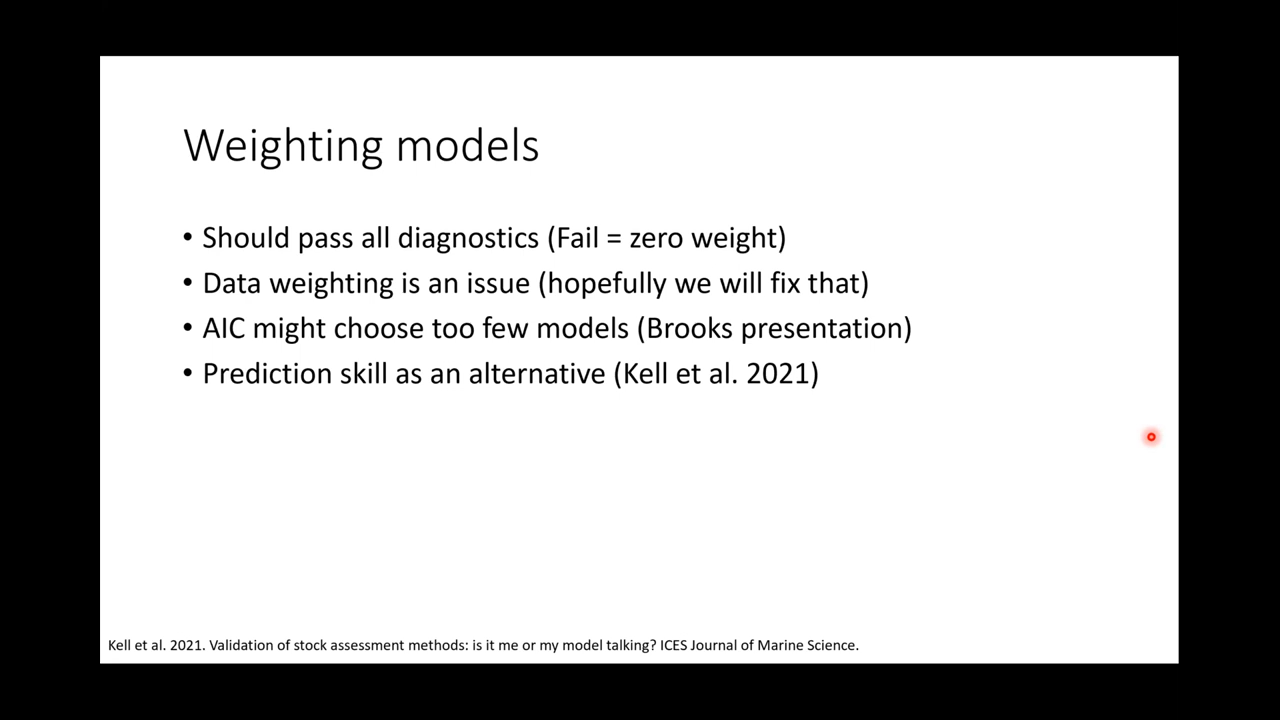 Weighting models
• Should pass all diagnostics (Fail = zero weight)
• Data weighting is an issue (hopefully we will fix that)
• AIC might choose too few models (Brooks presentation)
• Prediction skill as an alternative (Kell et al. 2021)
Kell et al. 2021. Validation of stock assessment methods: is it me or my model talking? ICES Journal of Marine Science.